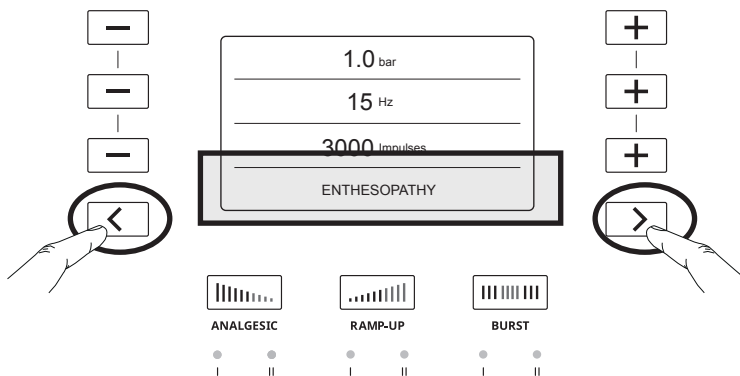 1.0 bar
15 Hz
3000 Impulses
ENTHESOPATHY
ANALGESIC RAMP-UP BURST
I II I II I II